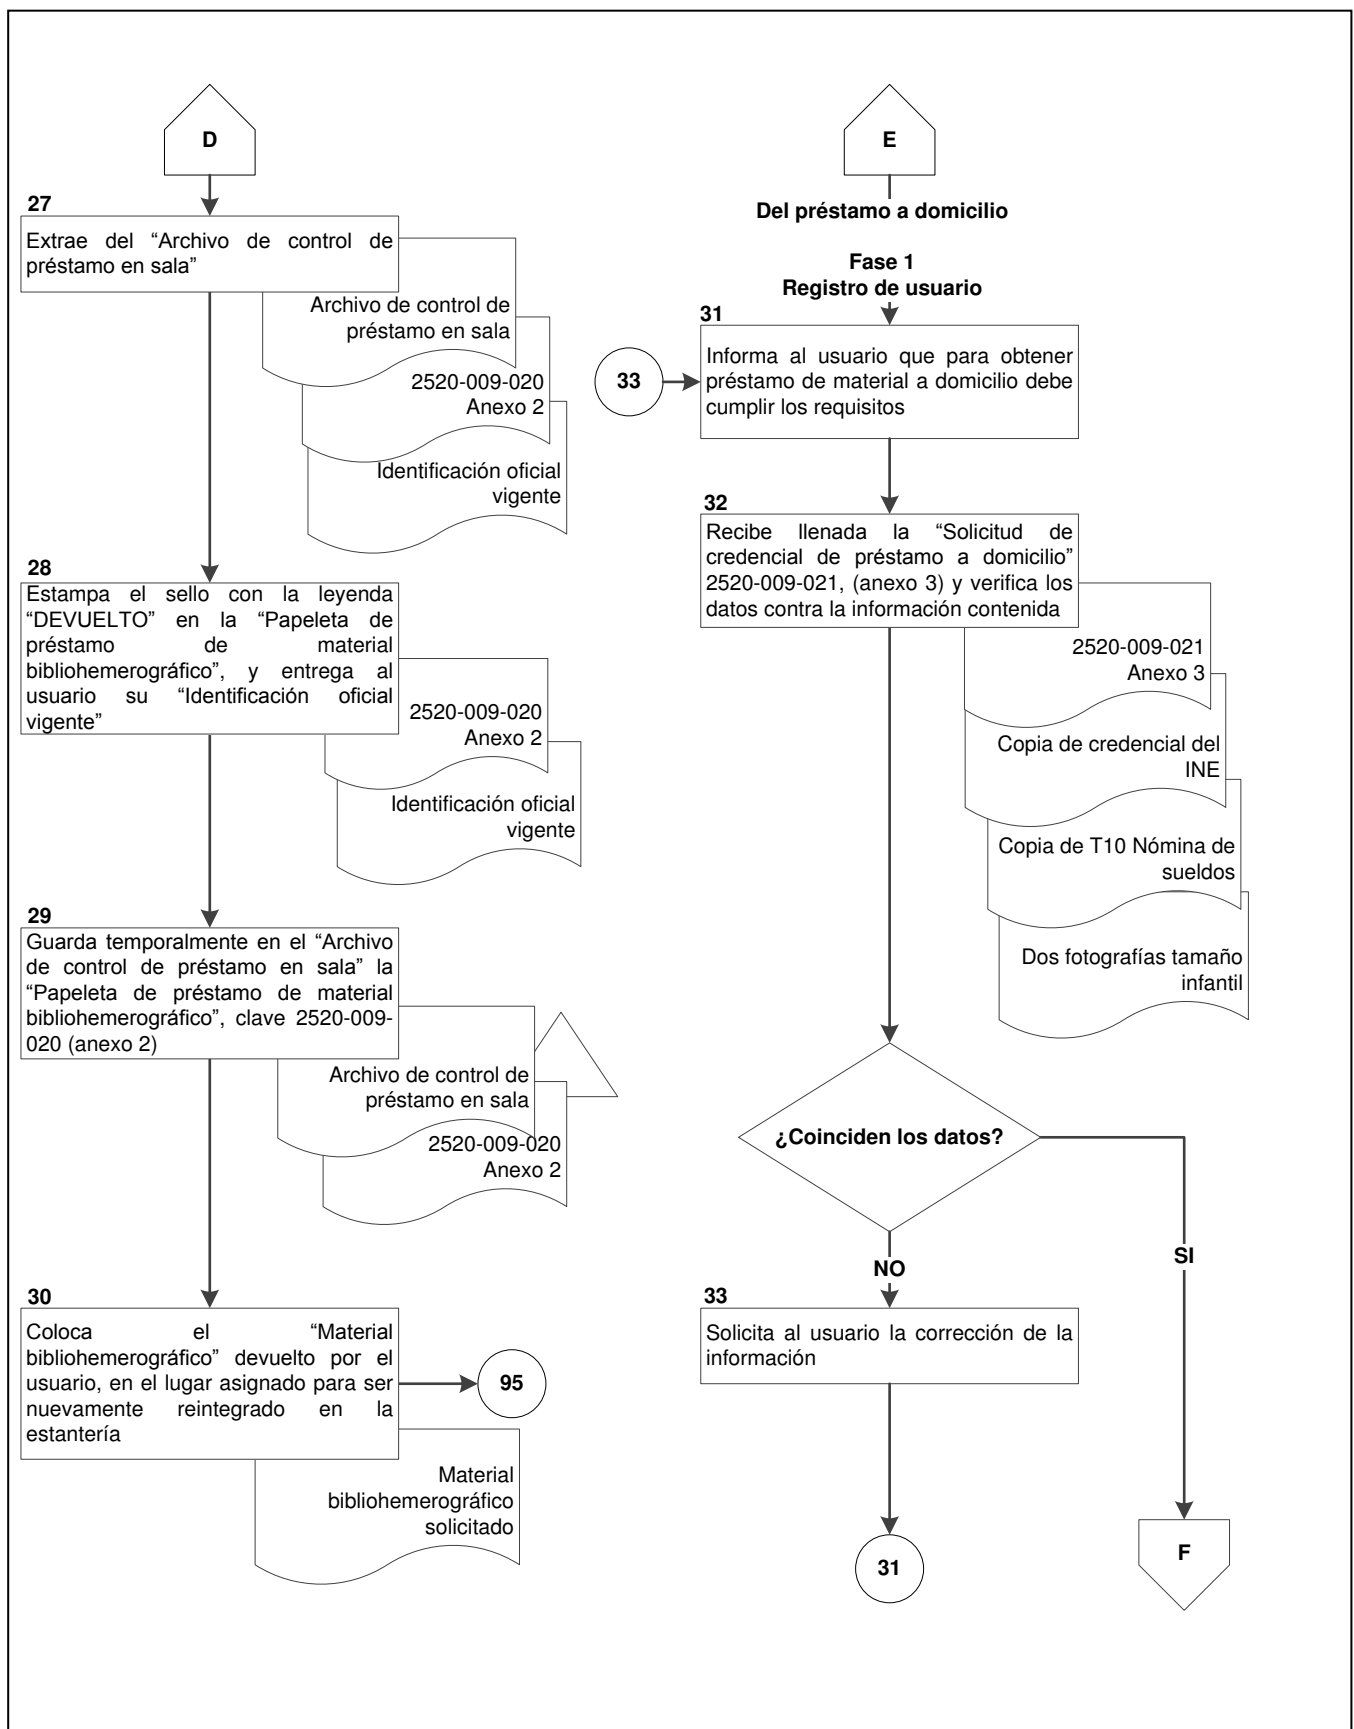 D
27
Extrae del “Archivo de control de
préstamo en sala”
Archivo de control de
préstamo en sala
2520-009-020
Anexo 2
Identificación oficial
vigente
28
Estampa el sello con la leyenda
“DEVUELTO” en la “Papeleta de
préstamo de material
bibliohemerográfico”, y entrega al
usuario su “Identificación oficial
vigente”
2520-009-020
Anexo 2
Identificación oficial
vigente
29
Guarda temporalmente en el “Archivo
de control de préstamo en sala” la
“Papeleta de préstamo de material
bibliohemerográfico”, clave 2520-009-
020 (anexo 2)
Archivo de control de
préstamo en sala
2520-009-020
Anexo 2
30
Coloca el “Material
bibliohemerográfico” devuelto por el
usuario, en el lugar asignado para ser
nuevamente reintegrado en la
estantería
95
Material
bibliohemerográfico
solicitado
E
Del préstamo a domicilio
Fase 1
Registro de usuario
31
33
Informa al usuario que para obtener
préstamo de material a domicilio debe
cumplir los requisitos
32
Recibe llenada la “Solicitud de
credencial de préstamo a domicilio”
2520-009-021, (anexo 3) y verifica los
datos contra la información contenida
2520-009-021
Anexo 3
Copia de credencial del
INE
Copia de T10 Nómina de
sueldos
Dos fotografías tamaño
infantil
¿Coinciden los datos?
NO
SI
33
Solicita al usuario la corrección de la
información
31
F